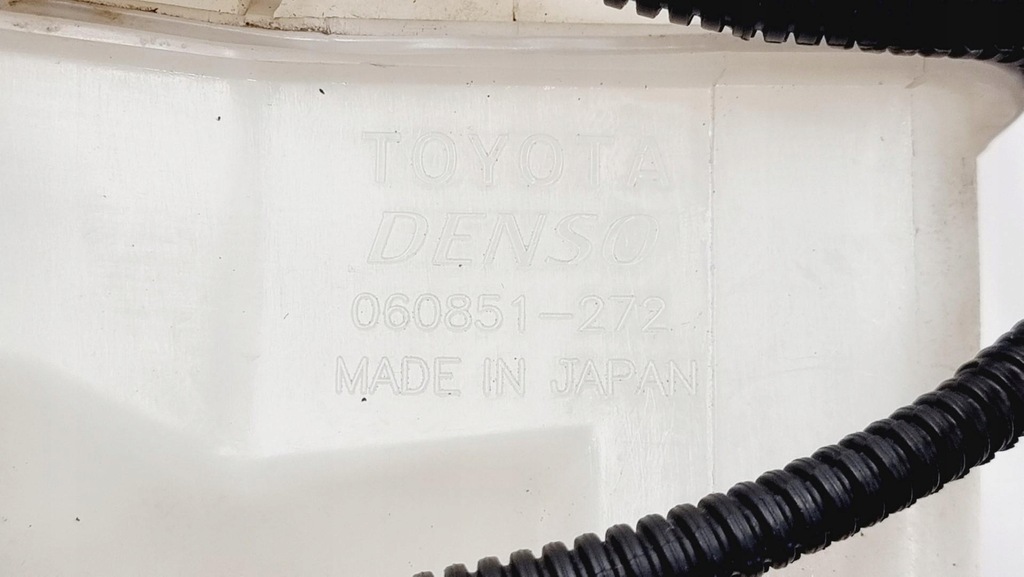 TOYOTA
DENSO
060851-272
MADE IN JAPAN